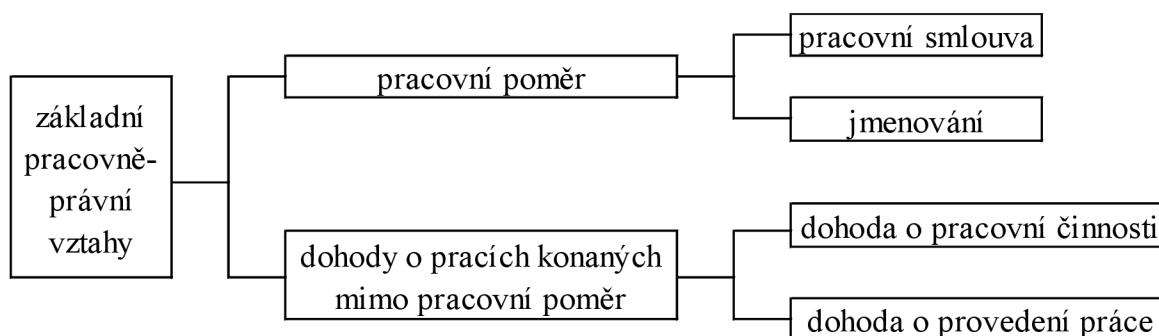 základní
pracovně-
právní
vztahy
pracovní poměr
pracovní smlouva
jmenování
dohody o pracích konaných
mimo pracovní poměr
dohoda o pracovní činnosti
dohoda o provedení práce